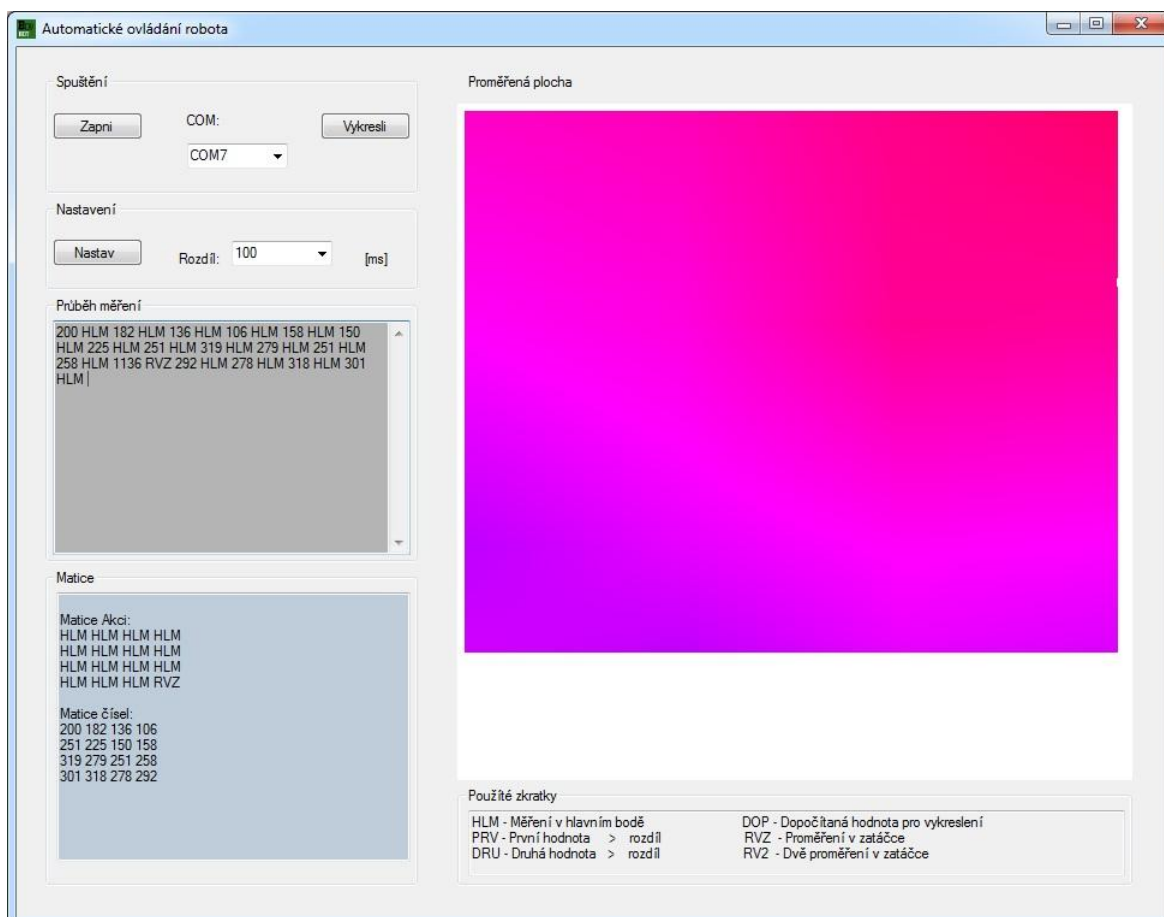 Automatické ovládání robota
Spuštění
Zapni
COM:
Vykresli
COM7
Nastavení
Nastav
Rozdíl:
100
[ms]
Průběh měření
200 HLM 182 HLM 136 HLM 106 HLM 158 HLM 150
HLM 225 HLM 251 HLM 319 HLM 279 HLM 251 HLM
258 HLM 1136 RVZ 292 HLM 278 HLM 318 HLM 301
HLM
Matice
Matice Akci:
HLM HLM HLM HLM
HLM HLM HLM HLM
HLM HLM HLM HLM
HLM HLM HLM RVZ
Matice čísel:
200 182 136 106
251 225 150 158
319 279 251 258
301 318 278 292
Proměřená plocha
Použíté zkratky
HLM - Měření v hlavním bodě
PRV - První hodnota > rozdíl
DRU - Druhá hodnota > rozdíl
DOP - Dopočítaná hodnota pro vykreslení
RVZ - Proměření v zatáčce
RV2 - Dvě proměření v zatáčce